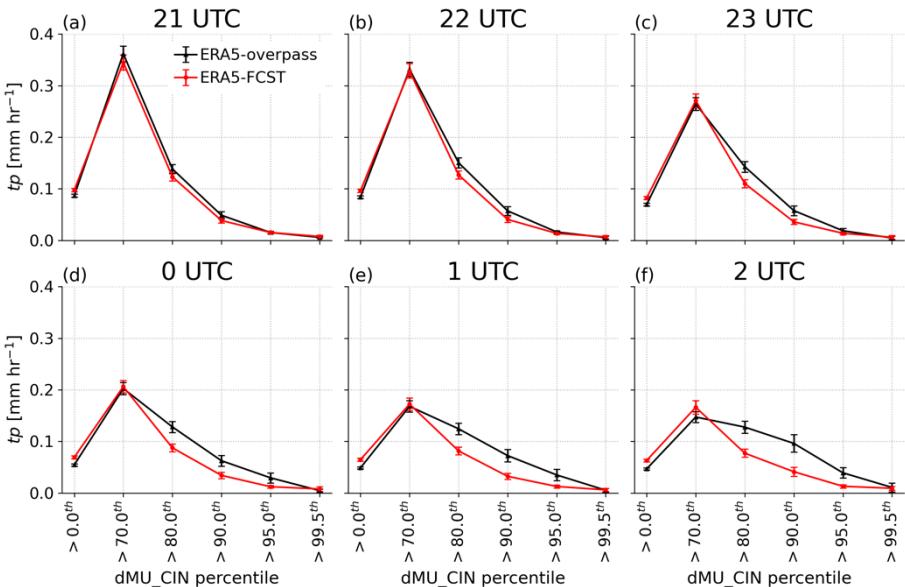 (a) 21 UTC
(b) 22 UTC
(c) 23 UTC
ERA5-overpass
ERA5-FCST
tp [mm hr⁻¹]
0.4
0.3
0.2
0.1
0.0
(d) 0 UTC
(e) 1 UTC
(f) 2 UTC
tp [mm hr⁻¹]
0.4
0.3
0.2
0.1
0.0
> 0.0ᵗʰ
> 70.0ᵗʰ
> 80.0ᵗʰ
> 90.0ᵗʰ
> 95.0ᵗʰ
> 99.5ᵗʰ
> 0.0ᵗʰ
> 70.0ᵗʰ
> 80.0ᵗʰ
> 90.0ᵗʰ
> 95.0ᵗʰ
> 99.5ᵗʰ
> 0.0ᵗʰ
> 70.0ᵗʰ
> 80.0ᵗʰ
> 90.0ᵗʰ
> 95.0ᵗʰ
> 99.5ᵗʰ
dMU_CIN percentile
dMU_CIN percentile
dMU_CIN percentile